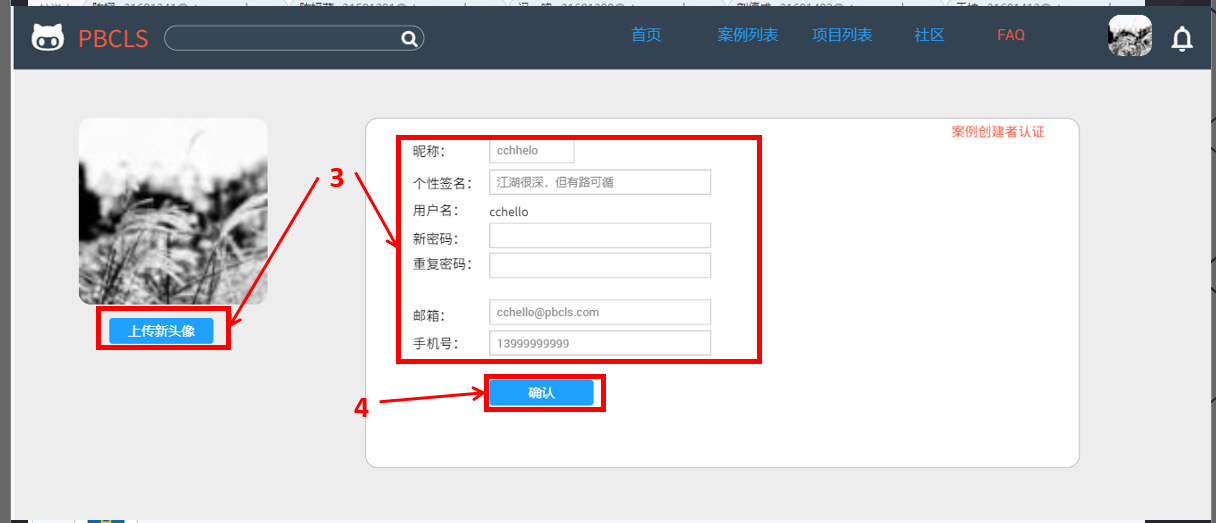 PBCLS
首页 案例列表 项目列表 社区 FAQ
案例创建者认证
昵称： cchhelo
3
个性签名： 江湖很深，但有路可循
用户名： cchello
新密码：
重复密码：
邮箱： cchello@pbcls.com
上传新头像
手机号： 13999999999
确认
4